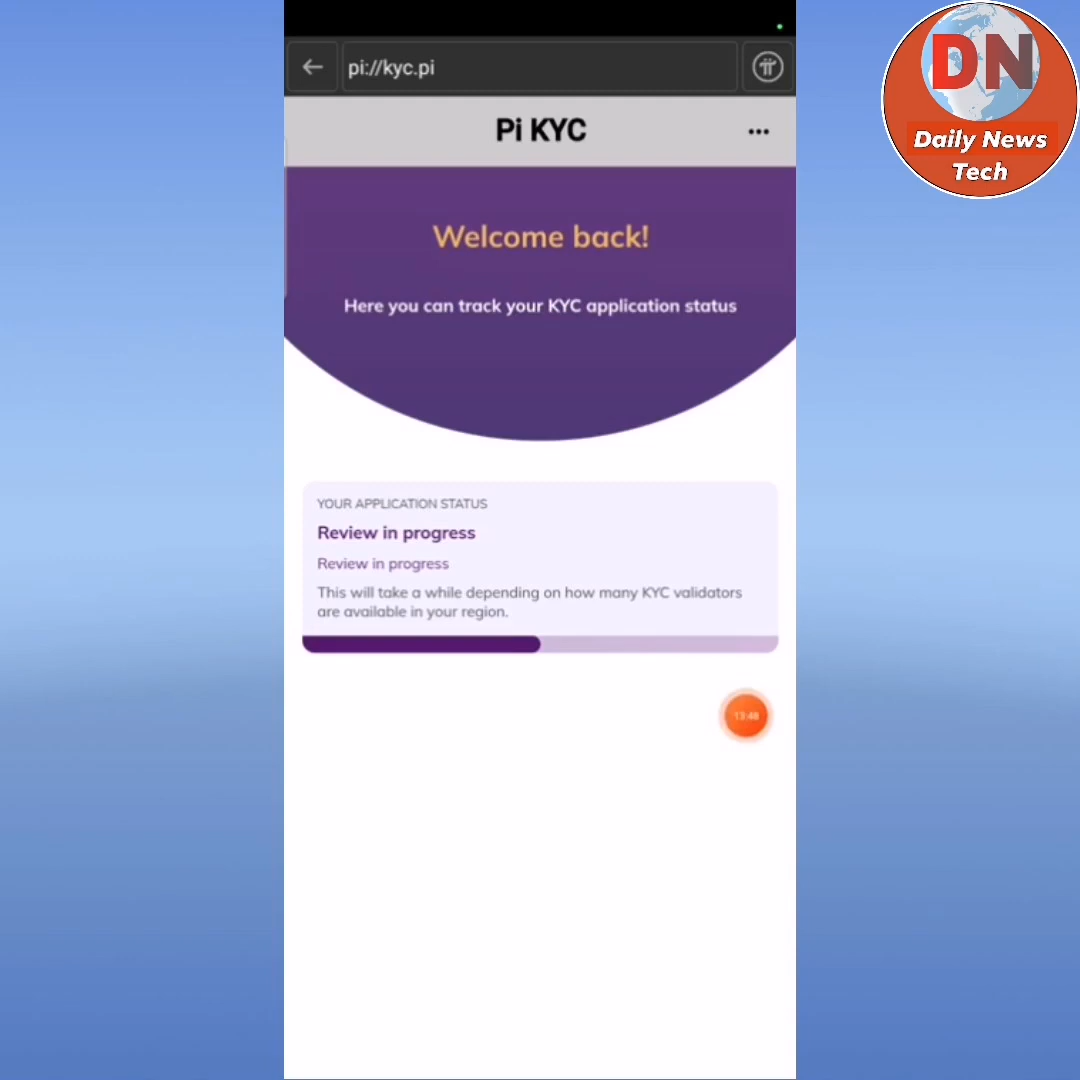 pi://kyc.pi
DN
Daily News
Tech
Pi KYC
Welcome back!
Here you can track your KYC application status
YOUR APPLICATION STATUS
Review in progress
Review in progress
This will take a while depending on how many KYC validators
are available in your region.
13:48